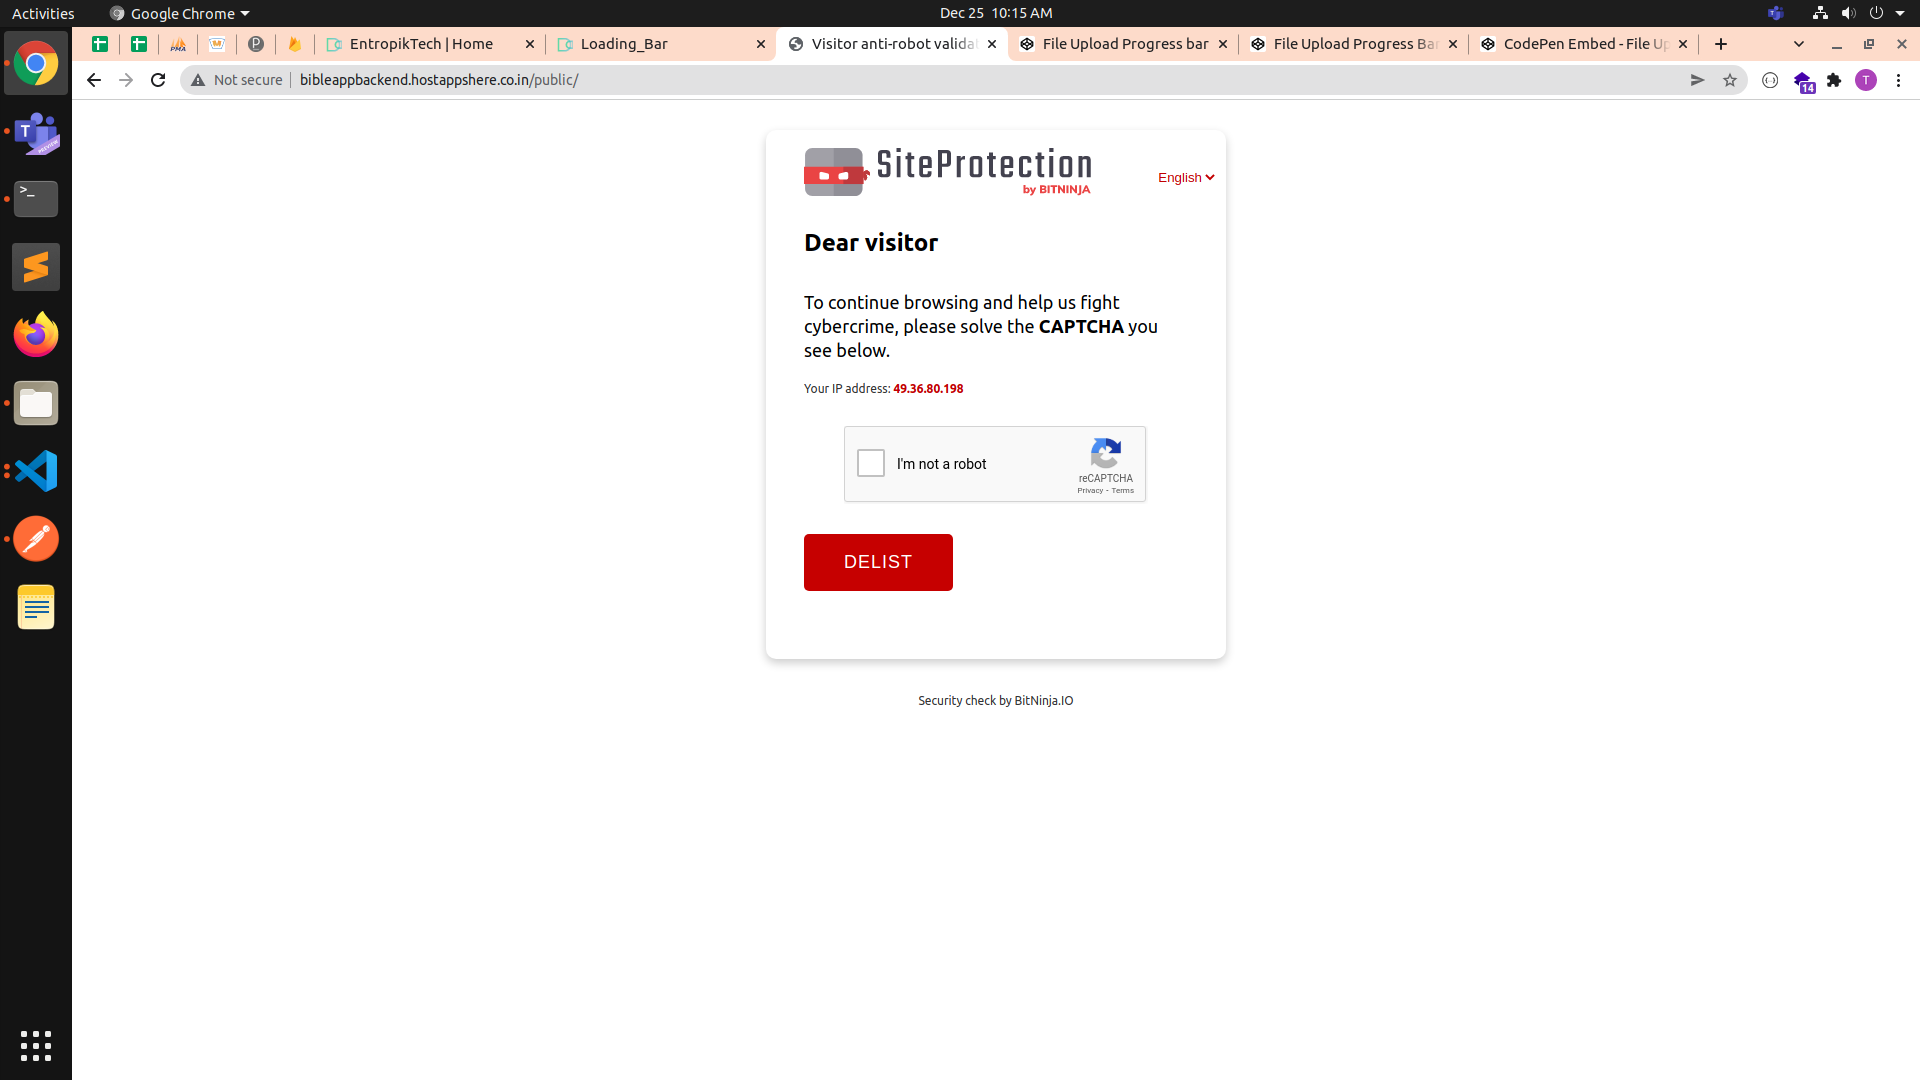 Activities
Google Chrome
Dec 25 10:15 AM
EntropikTech | Home
Loading_Bar
Visitor anti-robot valida
File Upload Progress bar
File Upload Progress Bar
CodePen Embed - File Up
Not secure
bibleappbackend.hostappshere.co.in/public/
14
T
SiteProtection
by BITNINJA
English
Dear visitor
To continue browsing and help us fight
cybercrime, please solve the CAPTCHA you
see below.
Your IP address: 49.36.80.198
I'm not a robot
reCAPTCHA
Privacy - Terms
DELIST
Security check by BitNinja.IO